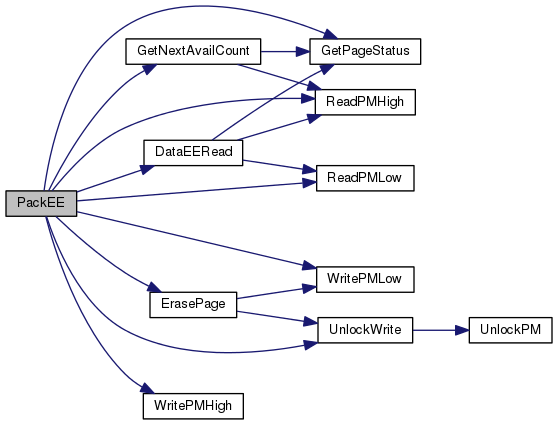 GetNextAvailCount
GetPageStatus
ReadPMHigh
DataEERead
ReadPMLow
PackEE
WritePMLow
ErasePage
UnlockWrite
UnlockPM
WritePMHigh